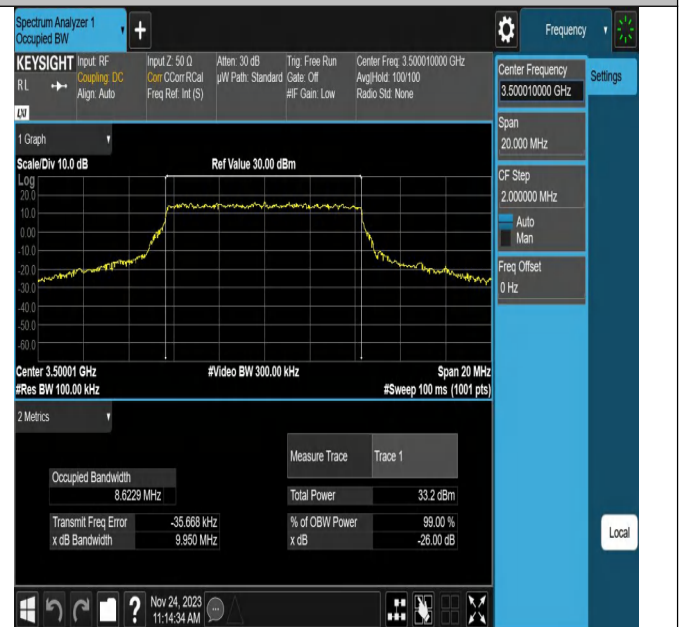 Spectrum Analyzer 1
Occupied BW
+
Frequency
KEYSIGHT
RL
LXI
Input: RF
Coupling: DC
Align: Auto
Input Z: 50 Ω
Corr CCorr RCal
Freq Ref: Int (S)
Atten: 30 dB
µW Path: Standard
Trig: Free Run
Gate: Off
#IF Gain: Low
Center Freq: 3.500010000 GHz
Avg|Hold: 100/100
Radio Std: None
Center Frequency
3.500010000 GHz
Settings
Span
20.000 MHz
CF Step
2.000000 MHz
Auto
Man
Freq Offset
0 Hz
1 Graph
Scale/Div 10.0 dB
Ref Value 30.00 dBm
Log
20.0
10.0
0.00
-10.0
-20.0
-30.0
-40.0
-50.0
-60.0
Center 3.50001 GHz
#Video BW 300.00 kHz
Span 20 MHz
#Res BW 100.00 kHz
#Sweep 100 ms (1001 pts)
2 Metrics
Measure Trace
Trace 1
Occupied Bandwidth
8.6229 MHz
Total Power
33.2 dBm
Transmit Freq Error
-35.668 kHz
% of OBW Power
99.00 %
x dB Bandwidth
9.950 MHz
x dB
-26.00 dB
Local
?
Nov 24, 2023
11:14:34 AM